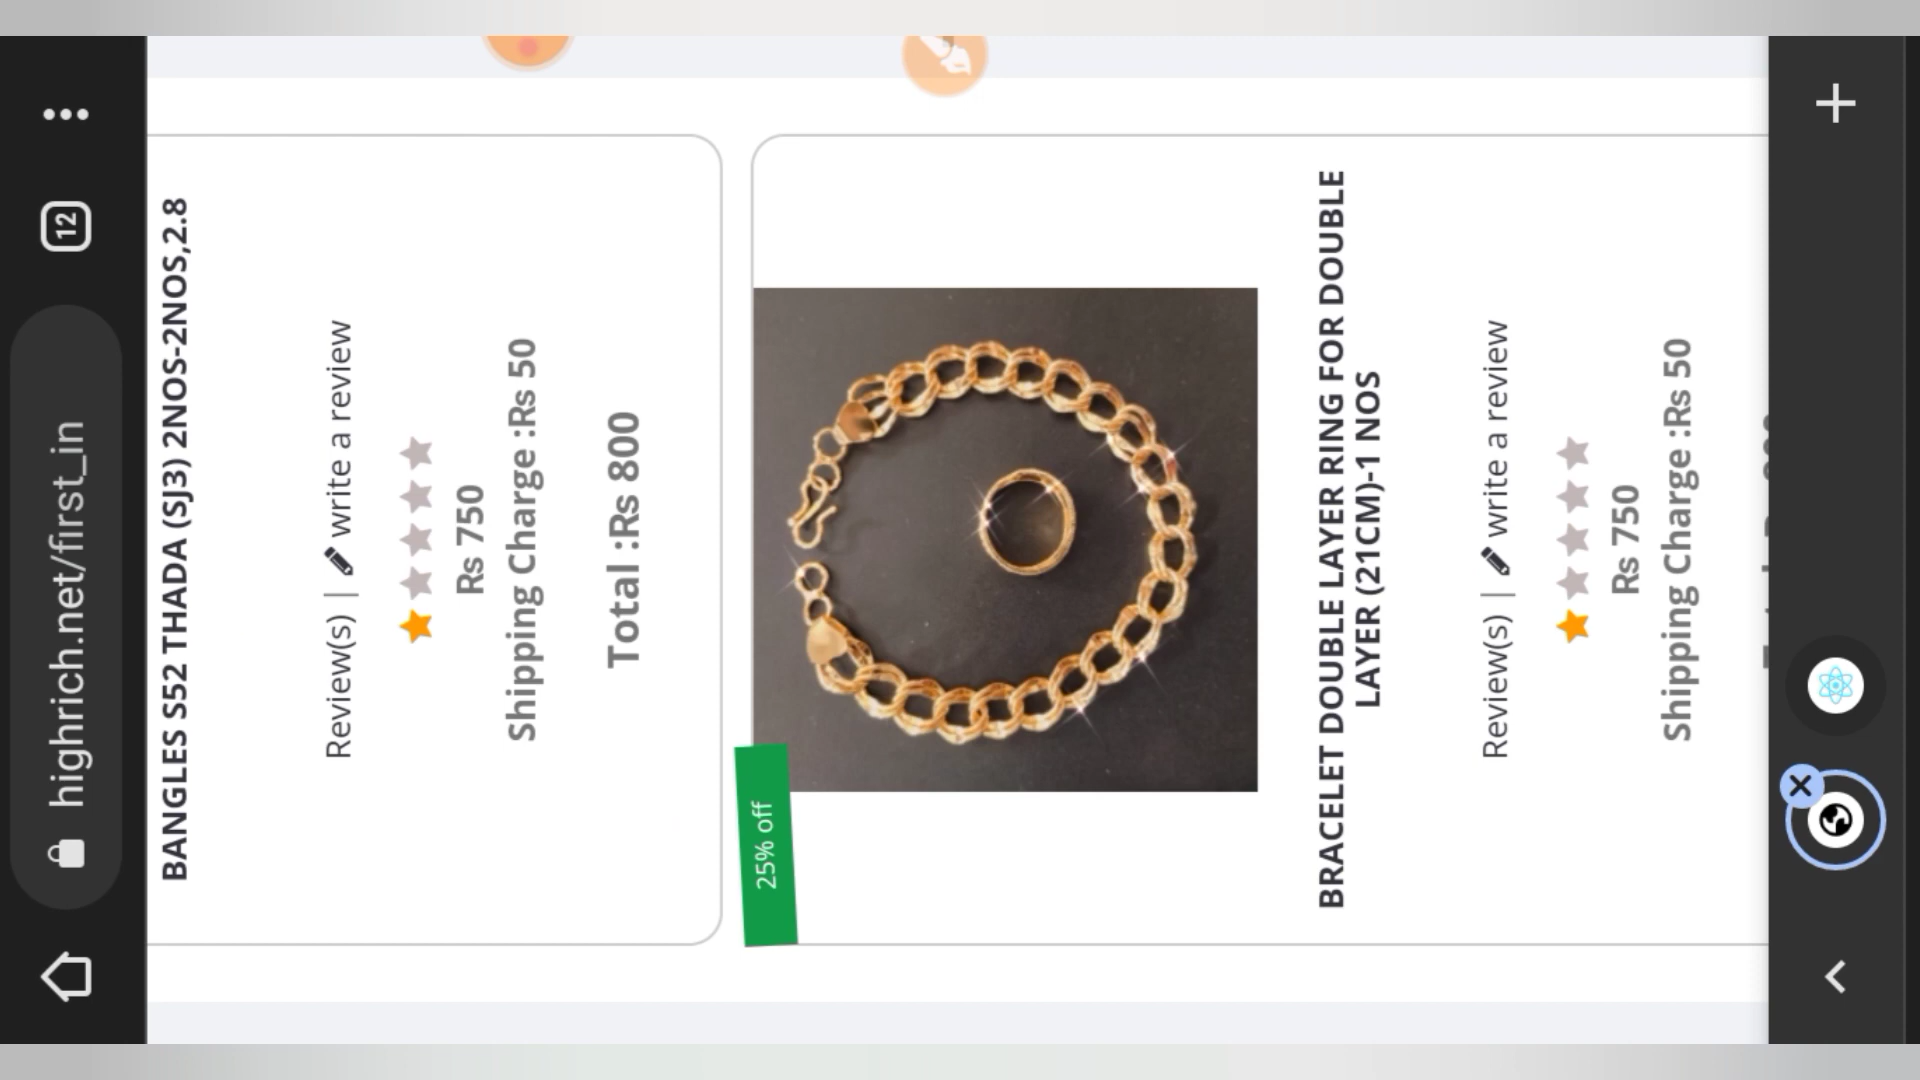 highrich.net/first_in
12
BANGLES S52 THADA (SJ3) 2NOS-2NOS,2.8
Review(s) | write a review
Rs 750
Shipping Charge :Rs 50
Total :Rs 800
25% off
BRACELET DOUBLE LAYER RING FOR DOUBLE
LAYER (21CM)-1 NOS
Review(s) | write a review
Rs 750
Shipping Charge :Rs 50